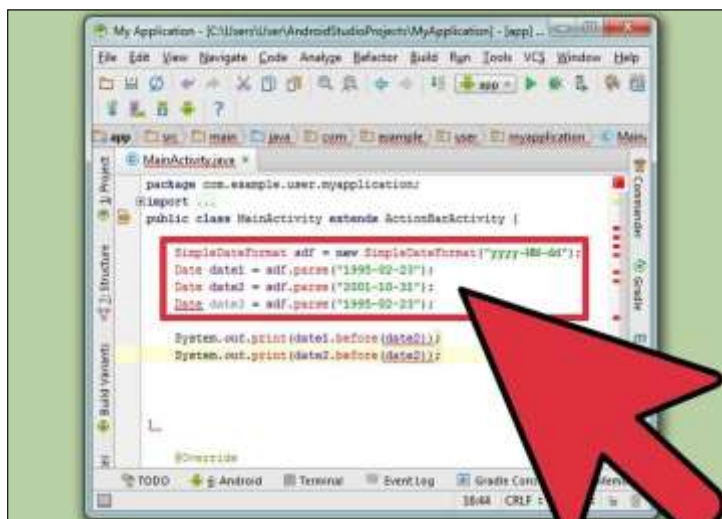 My Application - [C:\Users\User\AndroidStudioProjects\MyApplication] - [app] ...
File Edit View Navigate Code Analyze Refactor Build Run Tools VCS Window Help
app
app src main java com example user myapplication Main
MainActivity.java
1: Project
Commander
package com.example.user.myapplication;
import ...
public class MainActivity extends ActionBarActivity {
SimpleDateFormat sdf = new SimpleDateFormat("yyyy-MM-dd");
Date date1 = sdf.parse("1995-02-23");
Date date2 = sdf.parse("2001-10-31");
Date date3 = sdf.parse("1995-02-23");
2: Structure
Gradle
System.out.print(date1.before(date2));
System.out.print(date2.before(date2));
Build Variants
@Override
TODO 6: Android Terminal Event Log Gradle Con
16:44 CRLF